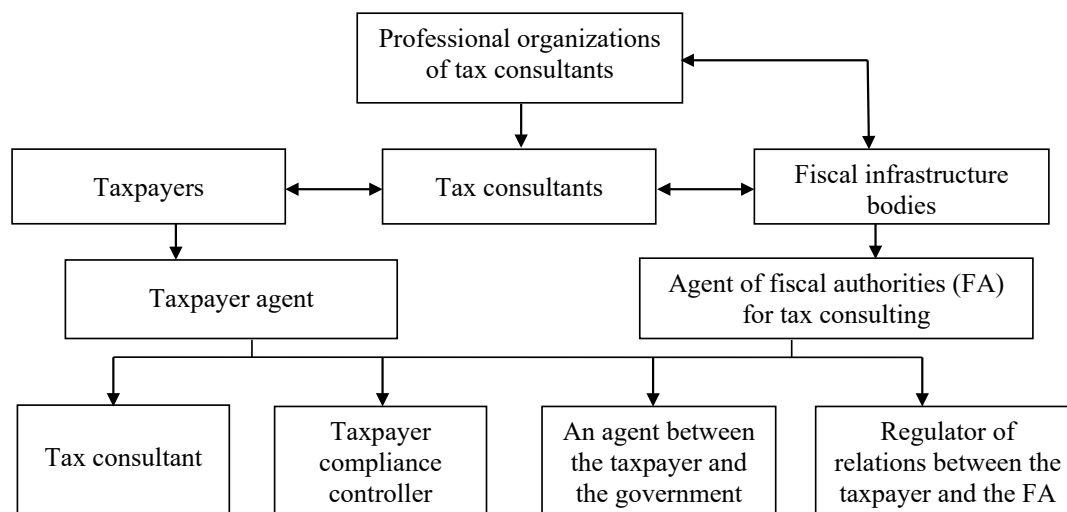 Professional organizations
of tax consultants
Taxpayers
Tax consultants
Fiscal infrastructure
bodies
Taxpayer agent
Agent of fiscal authorities (FA)
for tax consulting
Tax consultant
Taxpayer
compliance
controller
An agent between
the taxpayer and
the government
Regulator of
relations between the
taxpayer and the FA